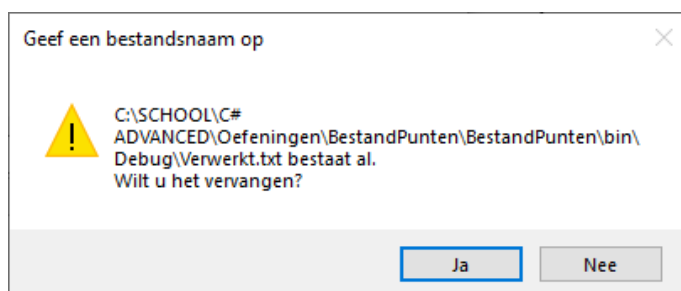 Geef een bestandsnaam op
C:\SCHOOL\C#
ADVANCED\Oefeningen\BestandPunten\BestandPunten\bin\
Debug\Verwerkt.txt bestaat al.
Wilt u het vervangen?
Ja
Nee